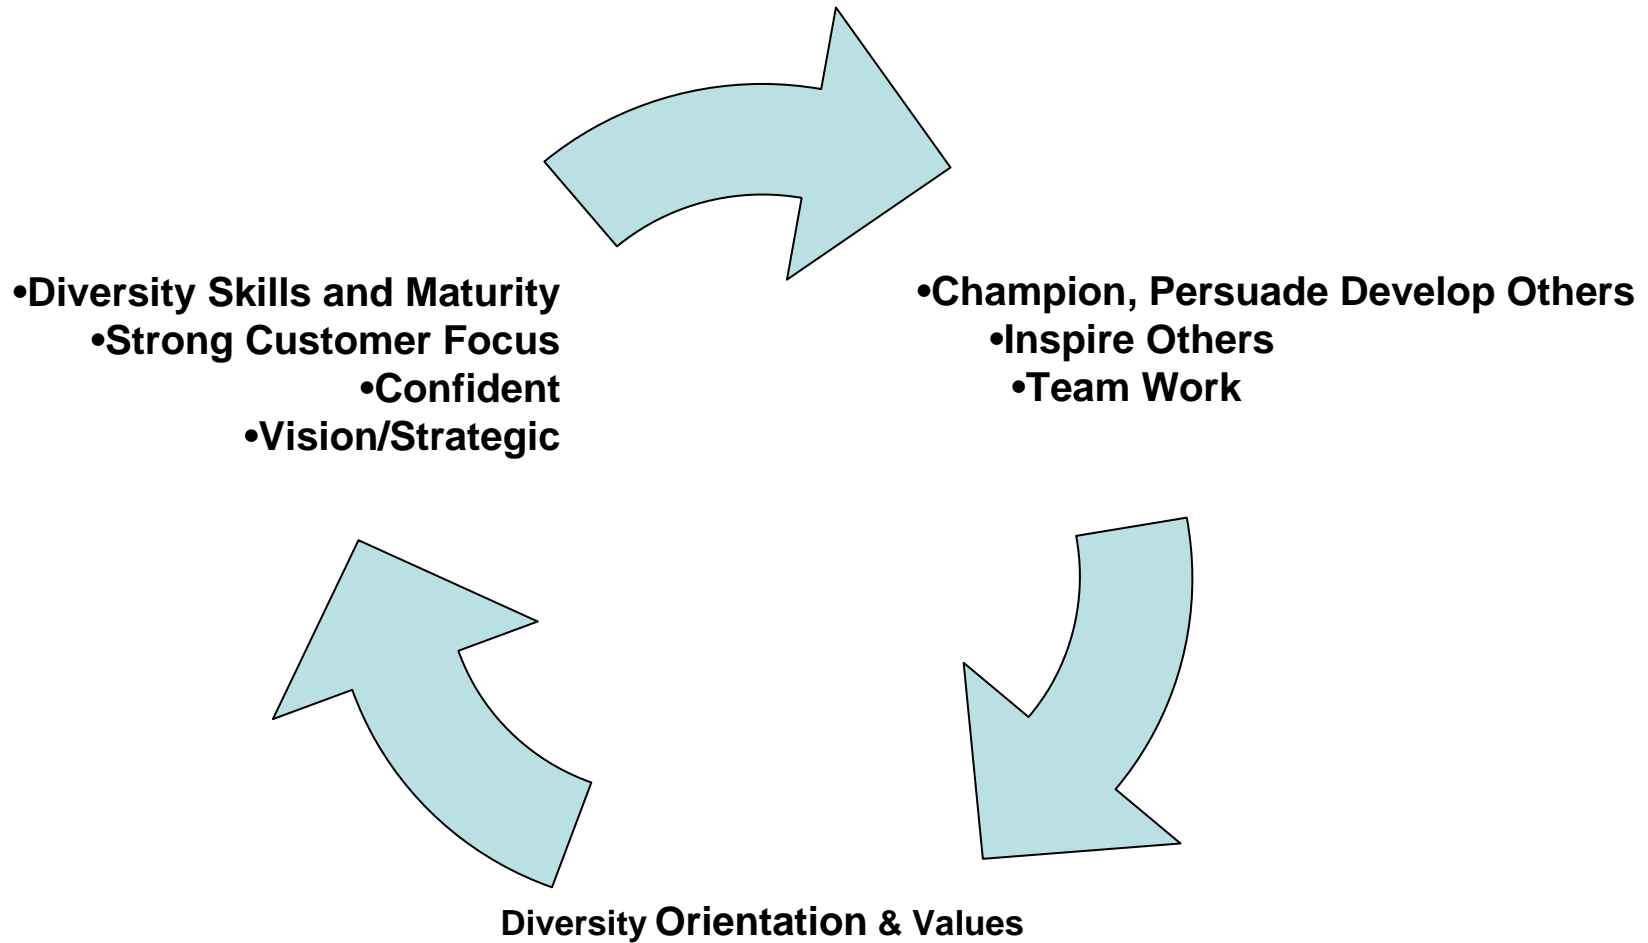 •Diversity Skills and Maturity
•Strong Customer Focus
•Confident
•Vision/Strategic
•Champion, Persuade Develop Others
•Inspire Others
•Team Work
Diversity Orientation & Values